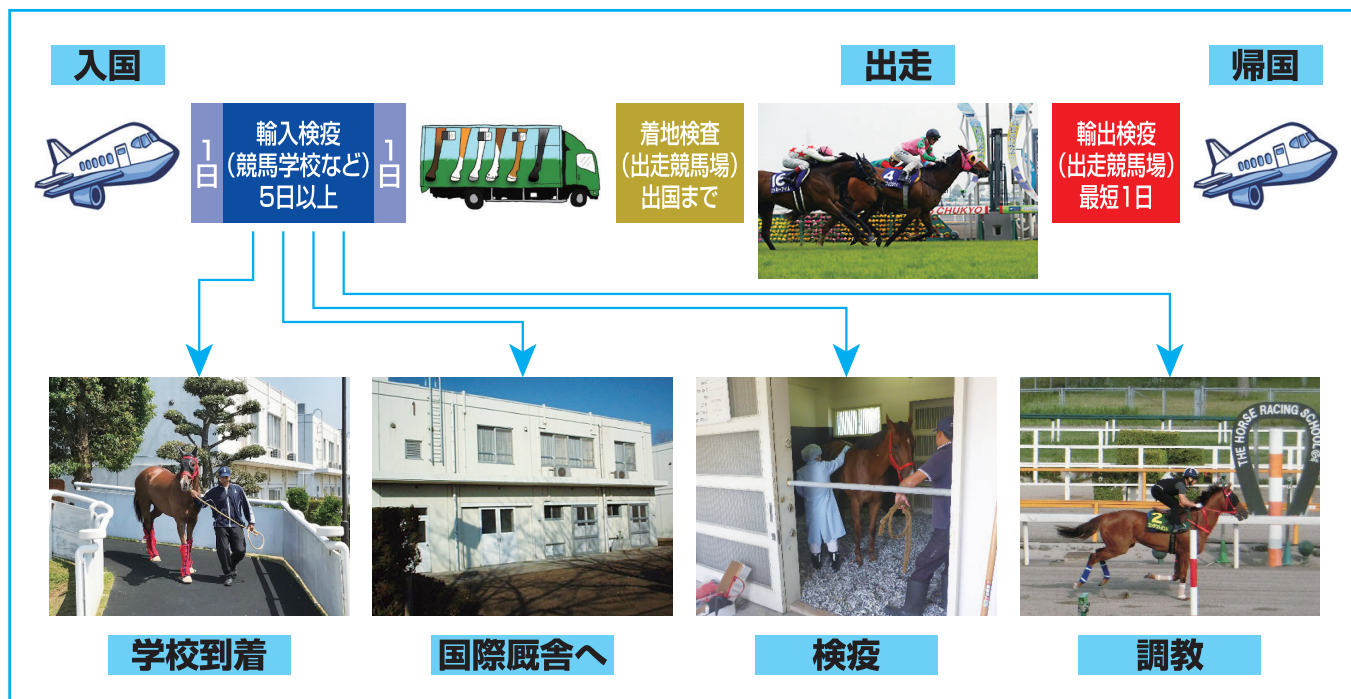 入国
出走
帰国
1日
輸入検疫
(競馬学校など)
5日以上
1日
着地検査
(出走競馬場)
出国まで
4
CHUKYO
輸出検疫
(出走競馬場)
最短1日
THE HORSE RACING SCHOOL
2
学校到着
国際厩舎へ
検疫
調教